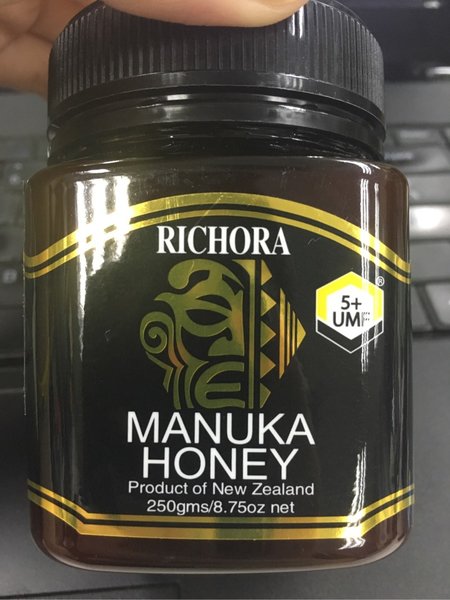 RICHORA
5+
UMF
®
MANUKA
HONEY
Product of New Zealand
250gms/8.75oz net